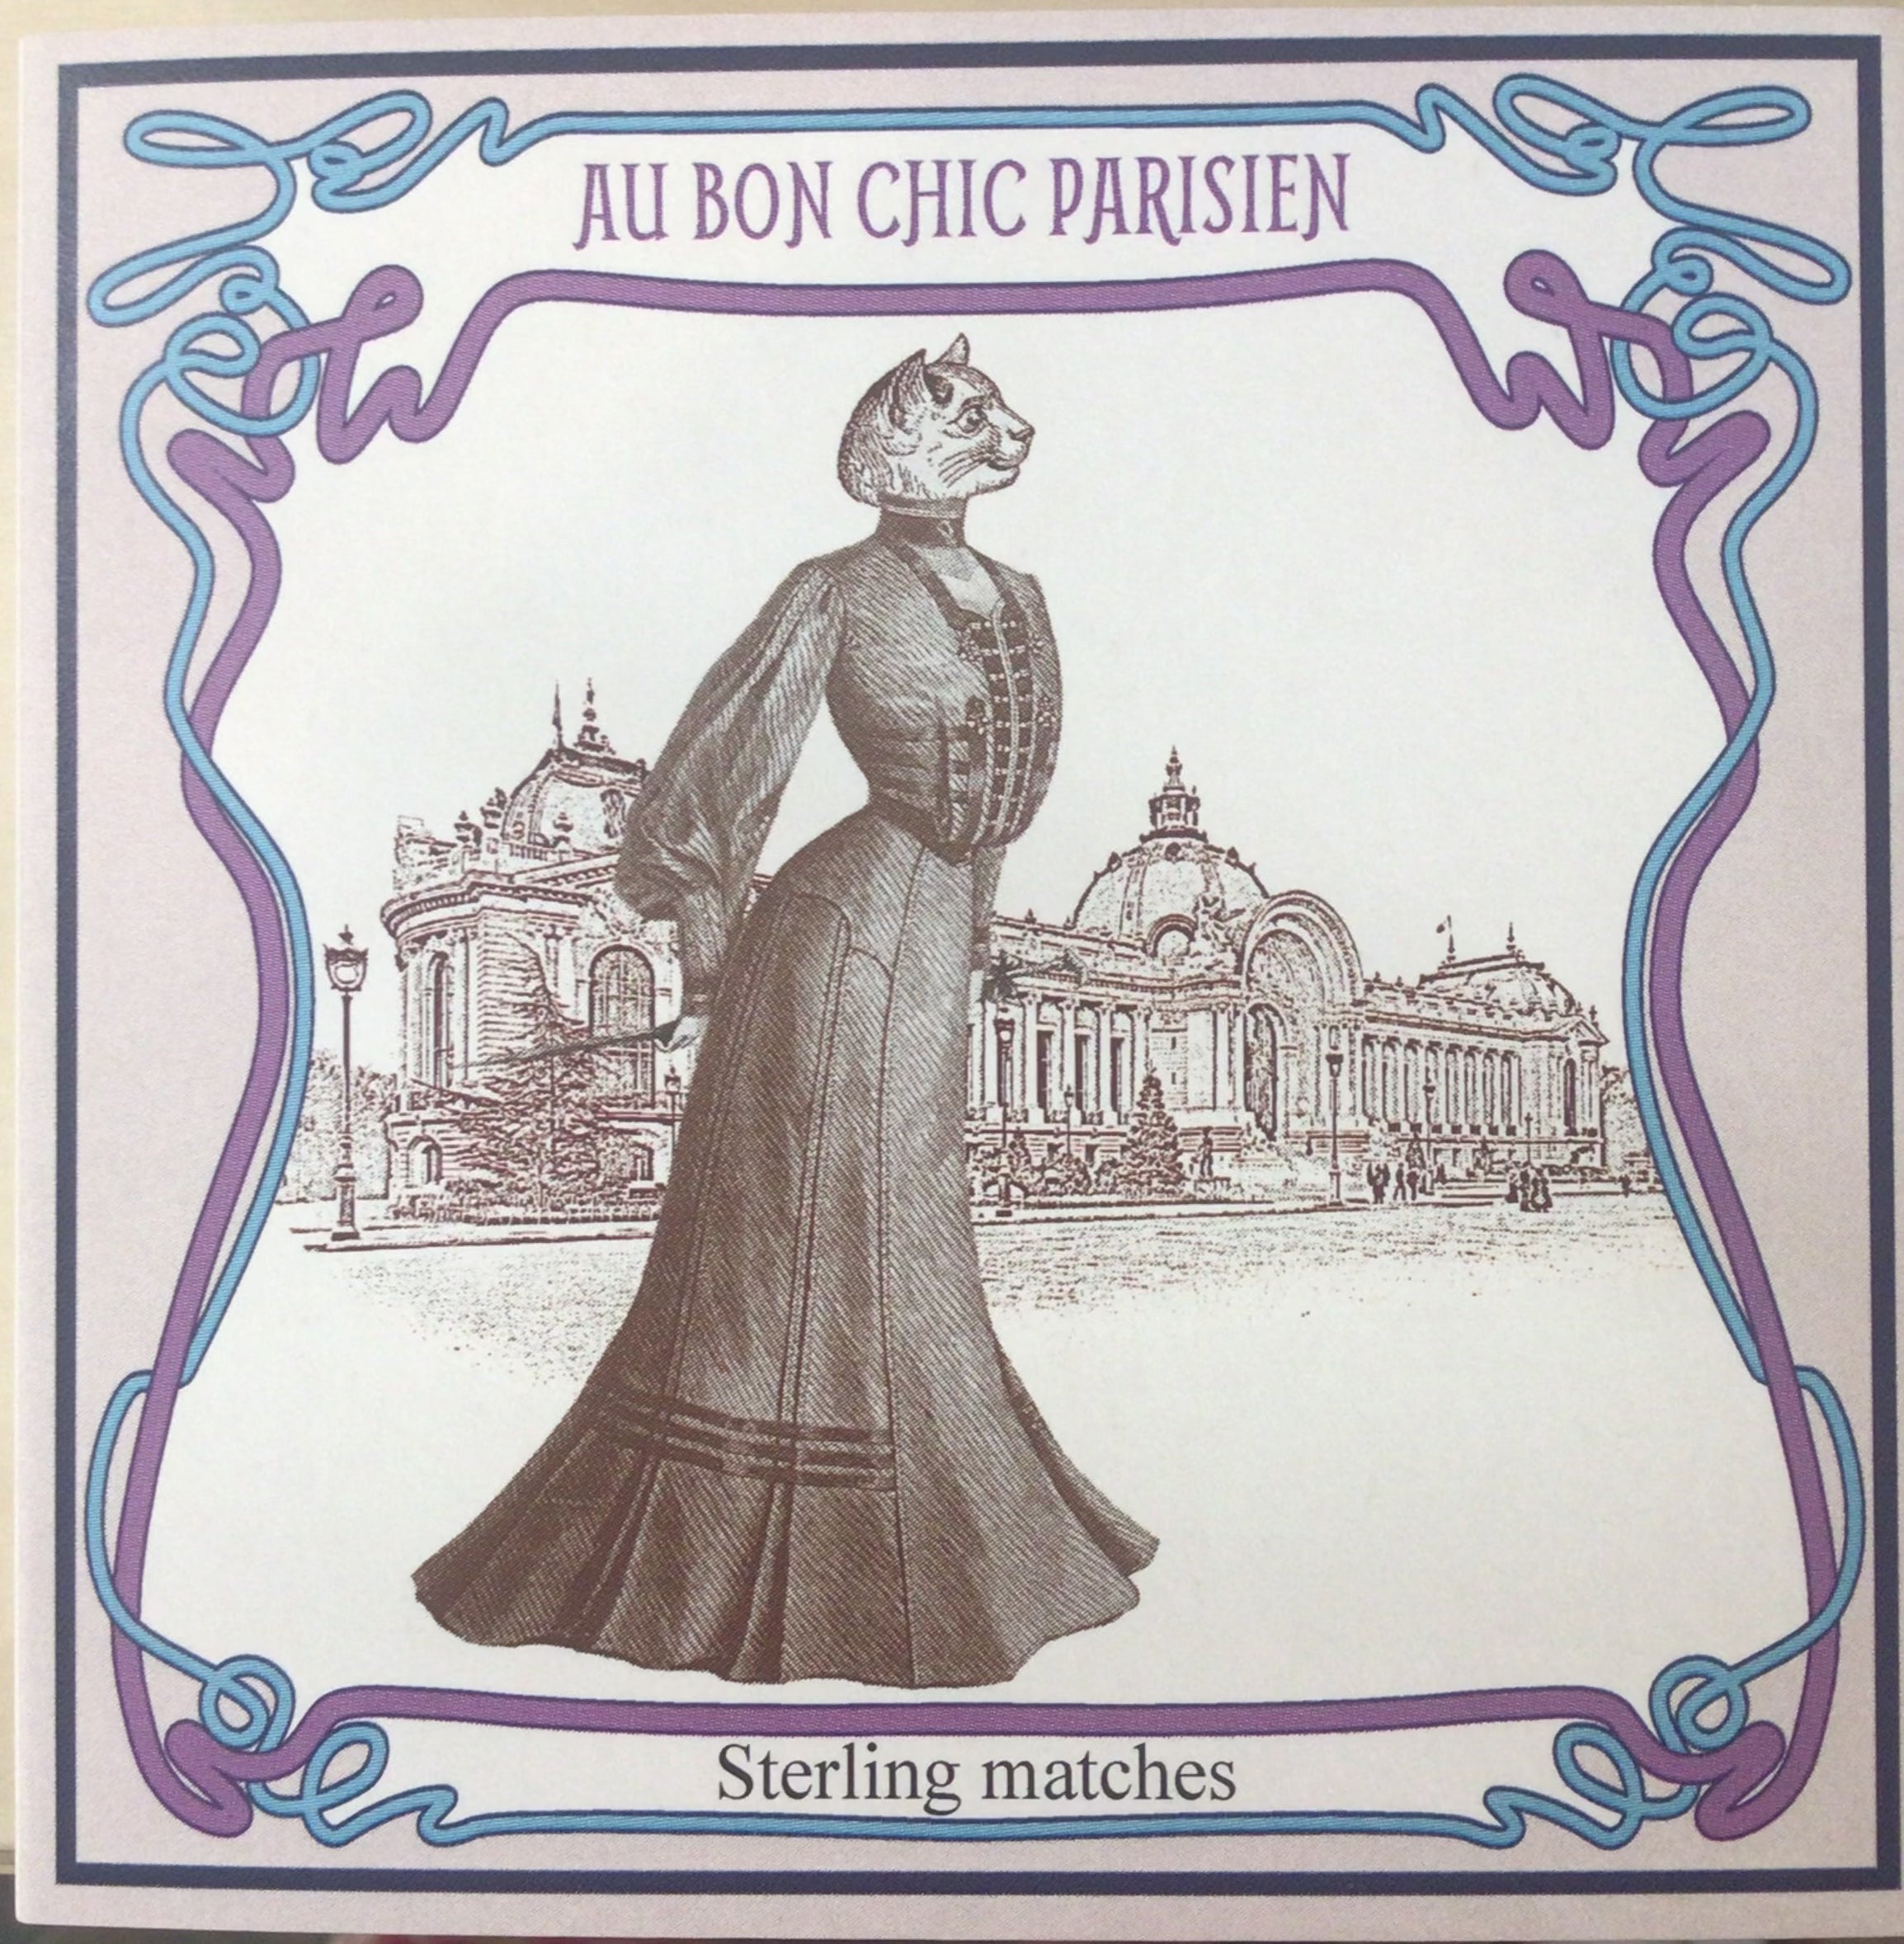 AU BON CHIC PARISIEN
Sterling matches